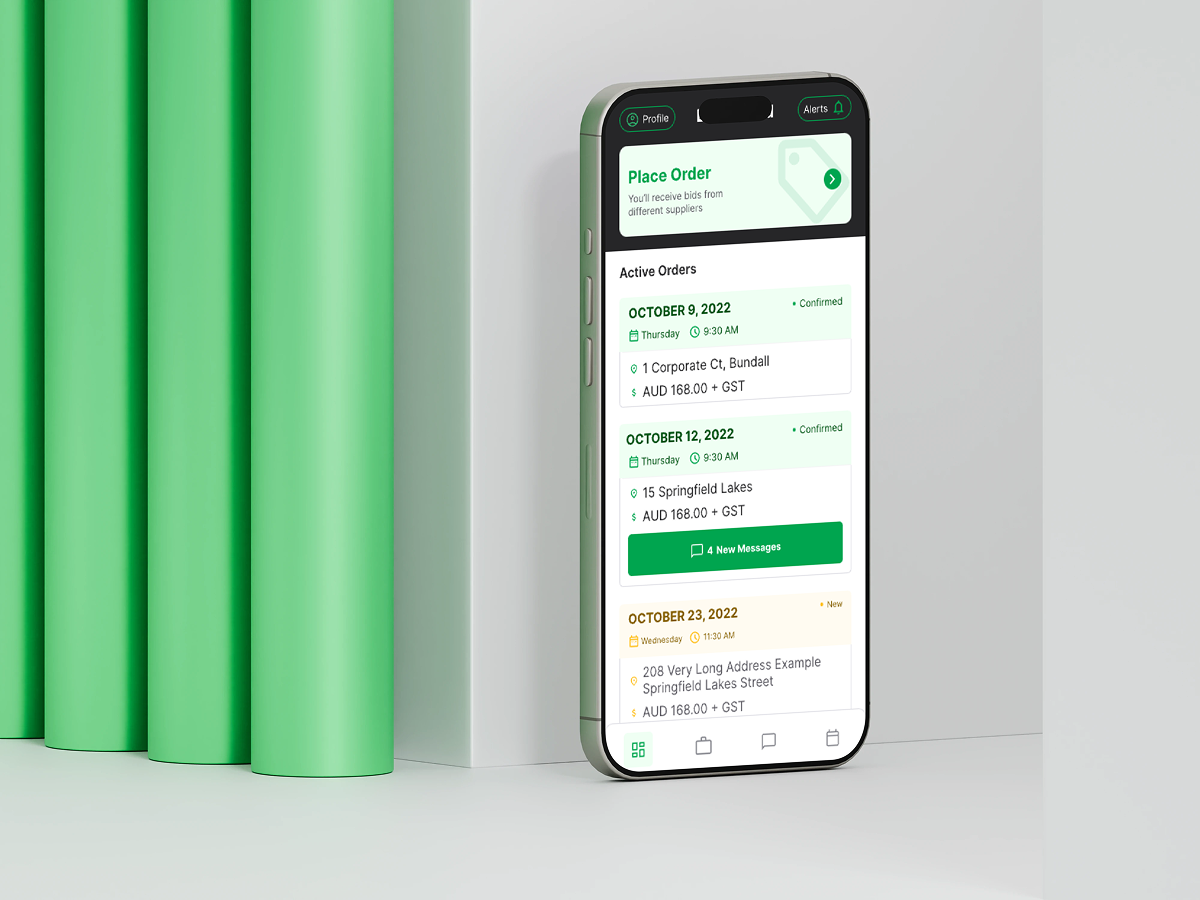 Profile
Alerts
Place Order
You'll receive bids from
different suppliers
Active Orders
OCTOBER 9, 2022
Confirmed
Thursday
9:30 AM
1 Corporate Ct, Bundall
AUD 168.00 + GST
OCTOBER 12, 2022
Confirmed
Thursday
9:30 AM
15 Springfield Lakes
AUD 168.00 + GST
4 New Messages
OCTOBER 23, 2022
New
Wednesday
11:30 AM
208 Very Long Address Example
Springfield Lakes Street
AUD 168.00 + GST